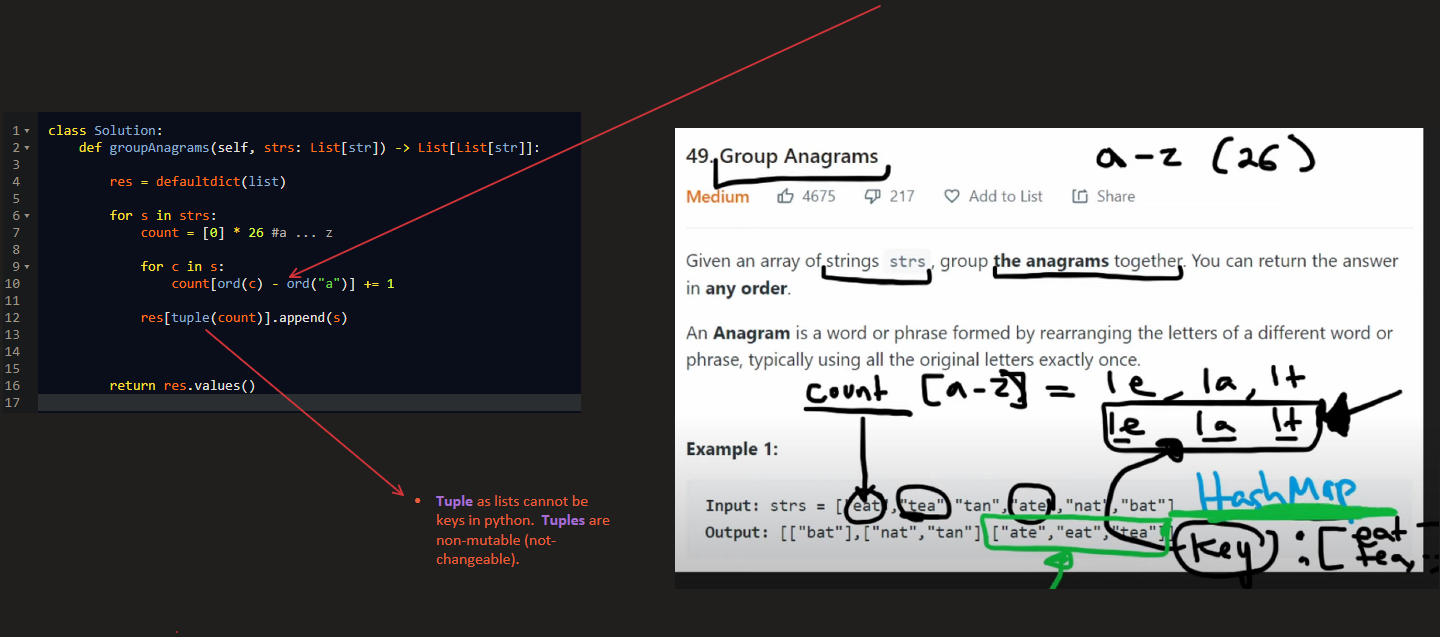 1 class Solution:
2 def groupAnagrams(self, strs: List[str]) -> List[List[str]]:
3
4 res = defaultdict(list)
5
6 for s in strs:
7 count = [0] * 26 #a ... z
8
9 for c in s:
10 count[ord(c) - ord("a")] += 1
11
12 res[tuple(count)].append(s)
13
14
15
16 return res.values()
17
• Tuple as lists cannot be
keys in python. Tuples are
non-mutable (not-
changeable).
49. Group Anagrams
a-z (26)
Medium 4675 217 Add to List Share
Given an array of strings strs, group the anagrams together. You can return the answer
in any order.
An Anagram is a word or phrase formed by rearranging the letters of a different word or
phrase, typically using all the original letters exactly once.
count [a-z] = 1e, 1a, 1t
1e 1a 1t
Example 1:
HashMap
Input: strs = ["eat","tea","tan","ate","nat","bat"]
Output: [["bat"],["nat","tan"],["ate","eat","tea"]]
Key : [eat
tea,